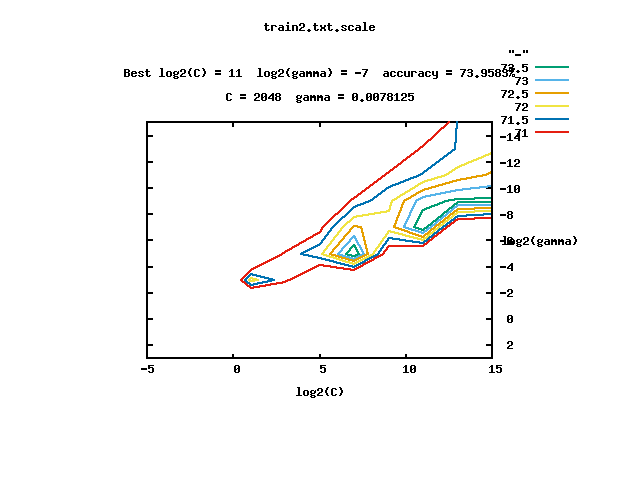 train2.txt.scale
"-"
Best log2(C) = 11  log2(gamma) = -7  accuracy = 73.9583%
73.5
73
72.5
72
71.5
71
C = 2048  gamma = 0.0078125
-14
-12
-10
-8
-6
log2(gamma)
-4
-2
0
2
-5 0 5 10 15
log2(C)